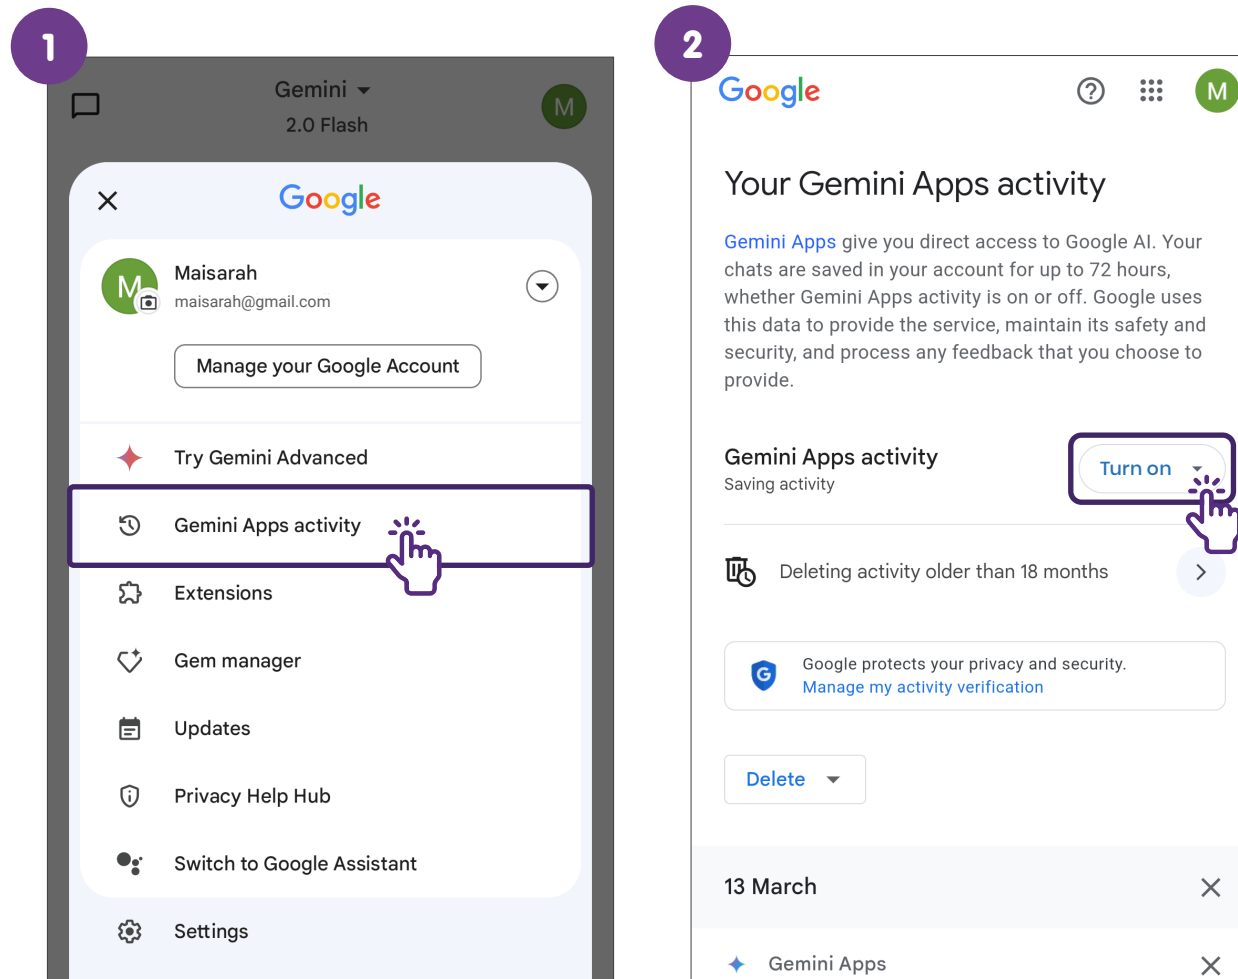 1
Gemini
2.0 Flash
M
Google
M
Maisarah
maisarah@gmail.com
Manage your Google Account
Try Gemini Advanced
Gemini Apps activity
Extensions
Gem manager
Updates
Privacy Help Hub
Switch to Google Assistant
Settings
2
Google
M
Your Gemini Apps activity
Gemini Apps give you direct access to Google AI. Your
chats are saved in your account for up to 72 hours,
whether Gemini Apps activity is on or off. Google uses
this data to provide the service, maintain its safety and
security, and process any feedback that you choose to
provide.
Gemini Apps activity
Saving activity
Turn on
Deleting activity older than 18 months
G
Google protects your privacy and security.
Manage my activity verification
Delete
13 March
Gemini Apps